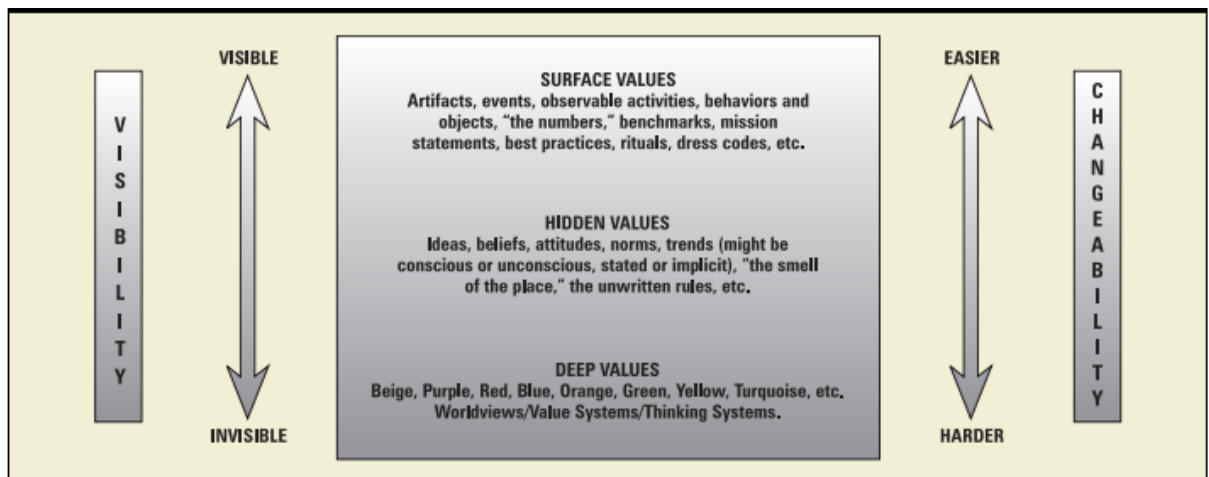 VISIBLE
EASIER
VISIBILITY
CHANGEABILITY
SURFACE VALUES
Artifacts, events, observable activities, behaviors and
objects, “the numbers,” benchmarks, mission
statements, best practices, rituals, dress codes, etc.
HIDDEN VALUES
Ideas, beliefs, attitudes, norms, trends (might be
conscious or unconscious, stated or implicit), “the smell
of the place,” the unwritten rules, etc.
DEEP VALUES
Beige, Purple, Red, Blue, Orange, Green, Yellow, Turquoise, etc.
Worldviews/Value Systems/Thinking Systems.
INVISIBLE
HARDER